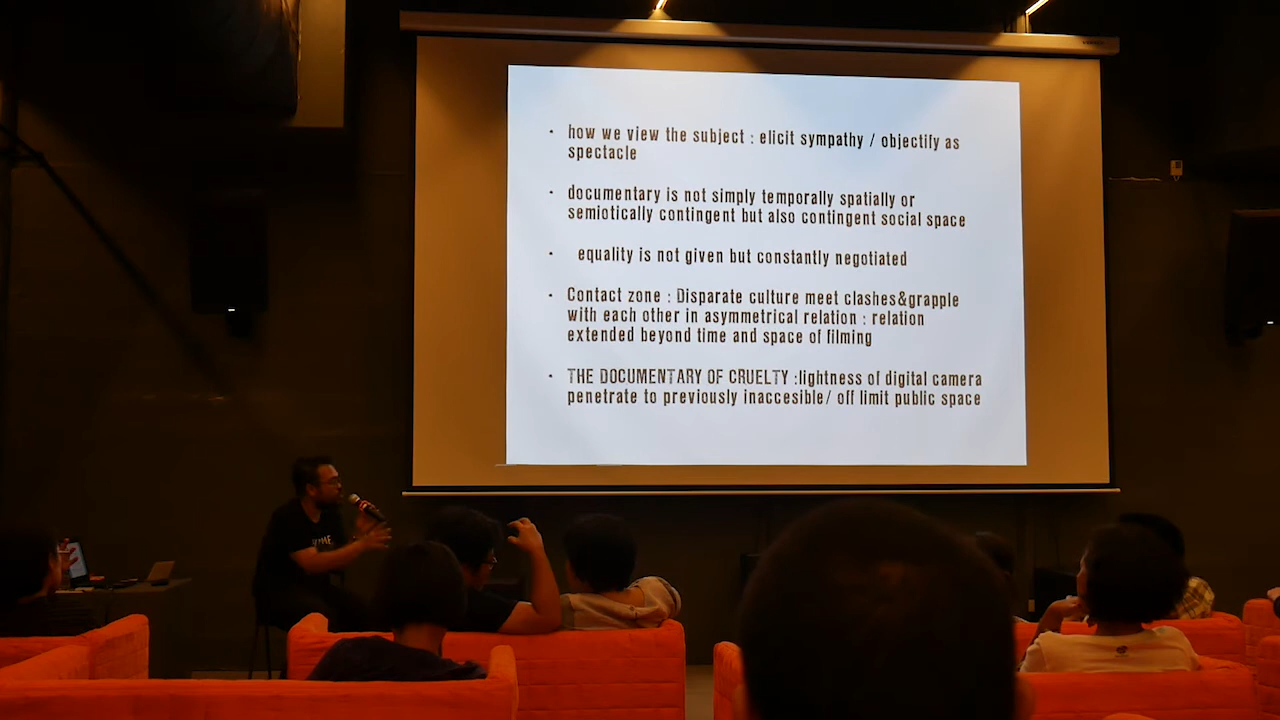 • how we view the subject : elicit sympathy / objectify as
spectacle
• documentary is not simply temporally spatially or
semiotically contingent but also contingent social space
• equality is not given but constantly negotiated
• Contact zone : Disparate culture meet clashes&grapple
with each other in asymmetrical relation : relation
extended beyond time and space of filming
• THE DOCUMENTARY OF CRUELTY :lightness of digital camera
penetrate to previously inaccesible/ off limit public space